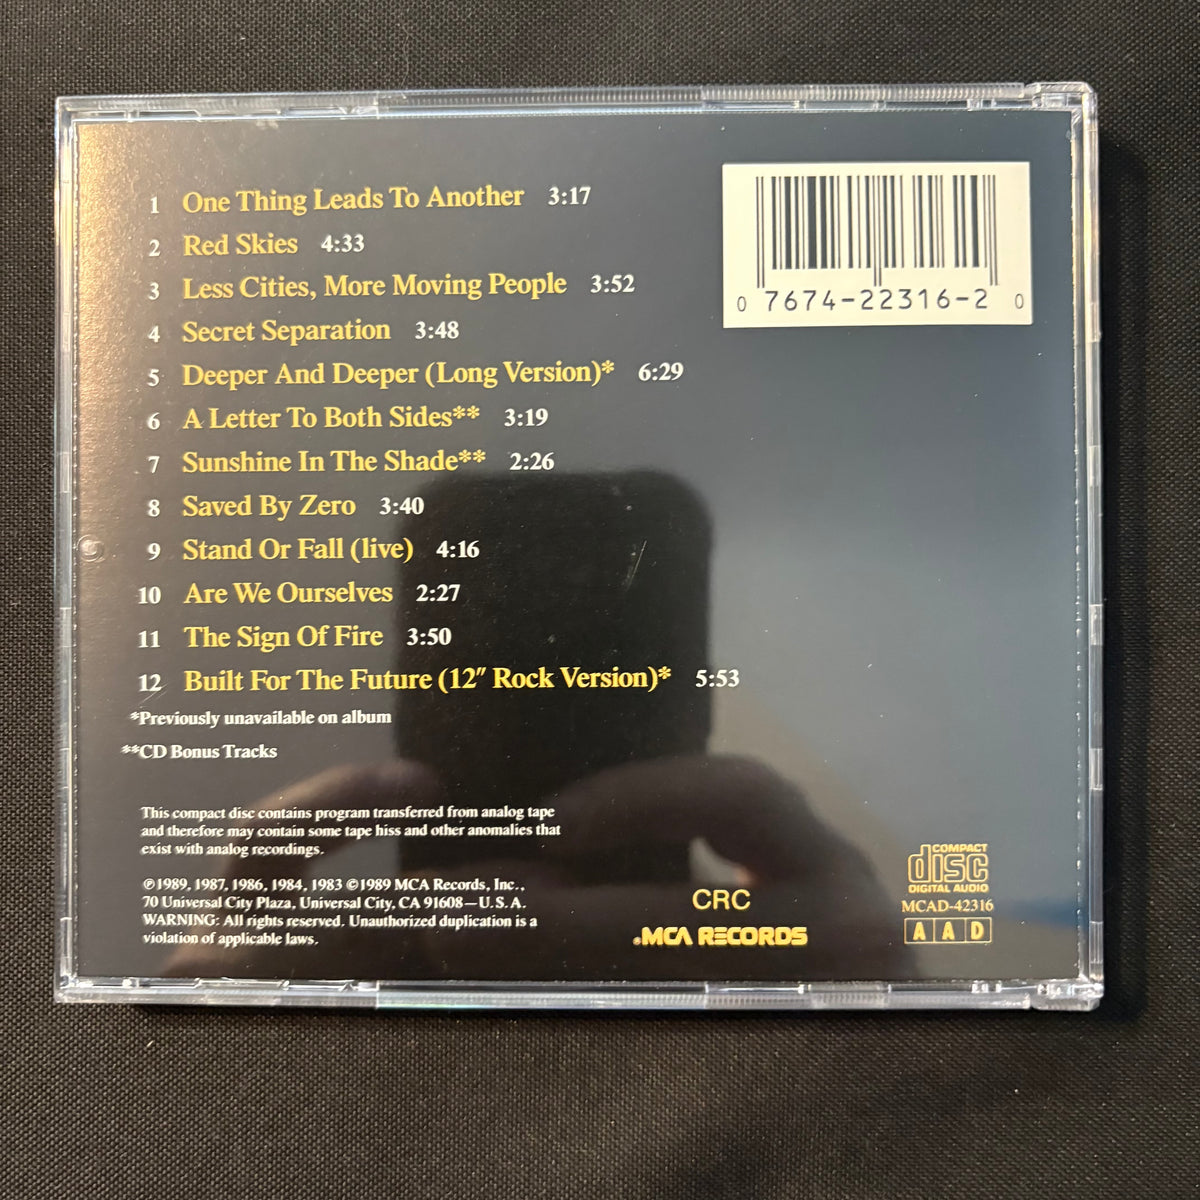 1 One Thing Leads To Another 3:17
2 Red Skies 4:33
3 Less Cities, More Moving People 3:52
4 Secret Separation 3:48
5 Deeper And Deeper (Long Version)* 6:29
6 A Letter To Both Sides** 3:19
7 Sunshine In The Shade** 2:26
8 Saved By Zero 3:40
9 Stand Or Fall (live) 4:16
10 Are We Ourselves 2:27
11 The Sign Of Fire 3:50
12 Built For The Future (12″ Rock Version)* 5:53
*Previously unavailable on album
**CD Bonus Tracks
0 7674-22316-2 0
This compact disc contains program transferred from analog tape
and therefore may contain some tape hiss and other anomalies that
exist with analog recordings.
℗1989, 1987, 1986, 1984, 1983 ©1989 MCA Records, Inc.,
70 Universal City Plaza, Universal City, CA 91608—U.S.A.
WARNING: All rights reserved. Unauthorized duplication is a
violation of applicable laws.
CRC
.MCA RECORDS
COMPACT
disc
DIGITAL AUDIO
MCAD-42316
A A D